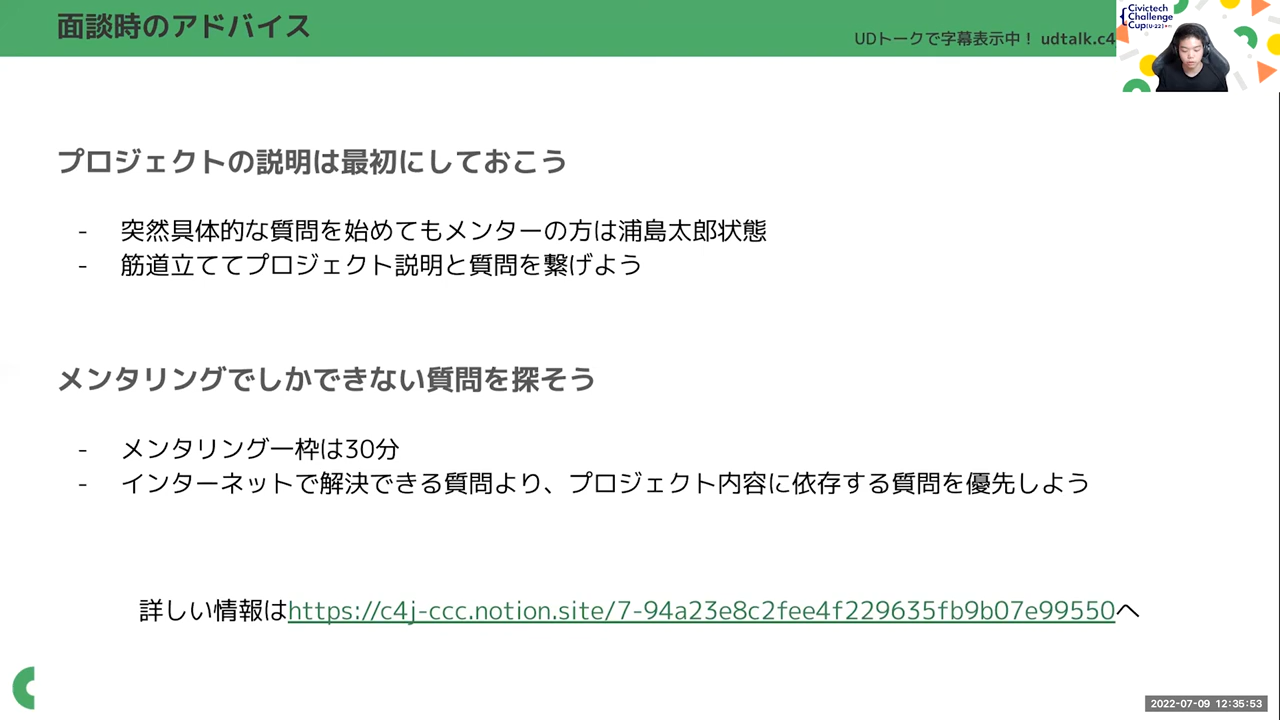 面談時のアドバイス
UDトークで字幕表示中！ udtalk.c4
Civictech
Challenge
Cup U-22
プロジェクトの説明は最初にしておこう
- 突然具体的な質問を始めてもメンターの方は浦島太郎状態
- 筋道立ててプロジェクト説明と質問を繋げよう
メンタリングでしかできない質問を探そう
- メンタリング一枠は30分
- インターネットで解決できる質問より、プロジェクト内容に依存する質問を優先しよう
詳しい情報はhttps://c4j-ccc.notion.site/7-94a23e8c2fee4f229635fb9b07e99550へ
2022-07-09 12:35:53